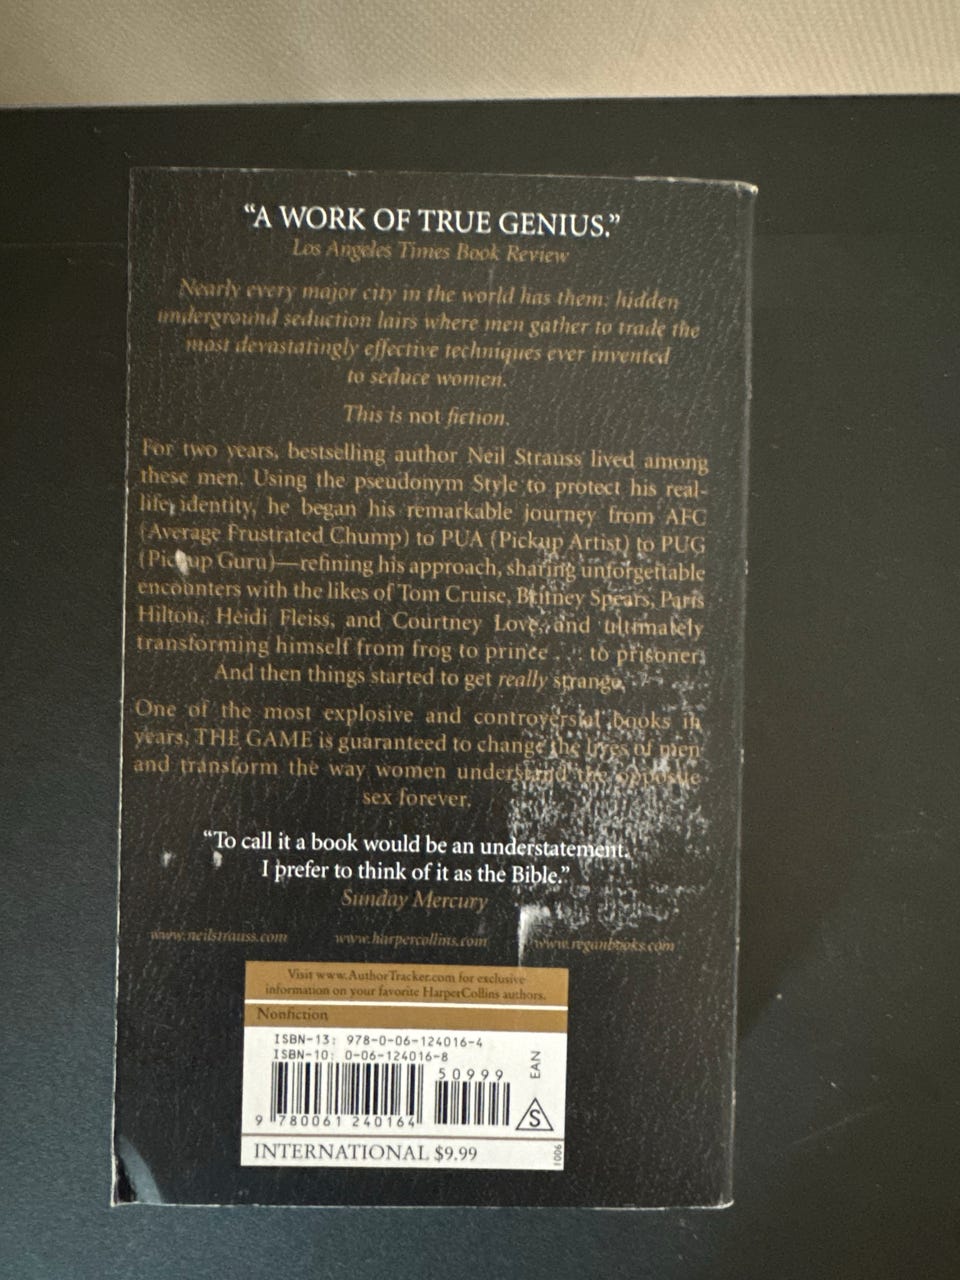 “A WORK OF TRUE GENIUS.”
Los Angeles Times Book Review
Nearly every major city in the world has them: hidden
underground seduction lairs where men gather to trade the
most devastatingly effective techniques ever invented
to seduce women.
This is not fiction.
For two years, bestselling author Neil Strauss lived among
these men. Using the pseudonym Style to protect his real-
life identity, he began his remarkable journey from AFC
(Average Frustrated Chump) to PUA (Pickup Artist) to PUG
(Pickup Guru)—refining his approach, sharing unforgettable
encounters with the likes of Tom Cruise, Britney Spears, Paris
Hilton, Heidi Fleiss, and Courtney Love, and ultimately
transforming himself from frog to prince . . . to prisoner.
And then things started to get really strange.
One of the most explosive and controversial books in
years, THE GAME is guaranteed to change the lives of men
and transform the way women understand the opposite
sex forever.
“To call it a book would be an understatement.
I prefer to think of it as the Bible.”
Sunday Mercury
www.neilstrauss.com www.harpercollins.com www.reganbooks.com
Visit www.AuthorTracker.com for exclusive
information on your favorite HarperCollins authors.
Nonfiction
ISBN-13: 978-0-06-124016-4
ISBN-10: 0-06-124016-8
50999
EAN
9 780061 240164
S
INTERNATIONAL $9.99
1006